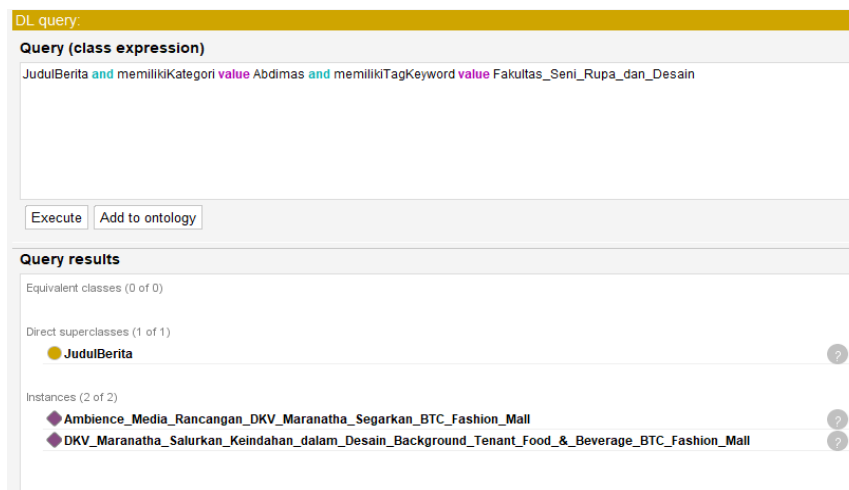 DL query:
Query (class expression)
JudulBerita and memilikiKategori value Abdimas and memilikiTagKeyword value Fakultas_Seni_Rupa_dan_Desain
Execute Add to ontology
Query results
Equivalent classes (0 of 0)
Direct superclasses (1 of 1)
JudulBerita ?
Instances (2 of 2)
Ambience_Media_Rancangan_DKV_Maranatha_Segarkan_BTC_Fashion_Mall ?
DKV_Maranatha_Salurkan_Keindahan_dalam_Desain_Background_Tenant_Food_&_Beverage_BTC_Fashion_Mall ?